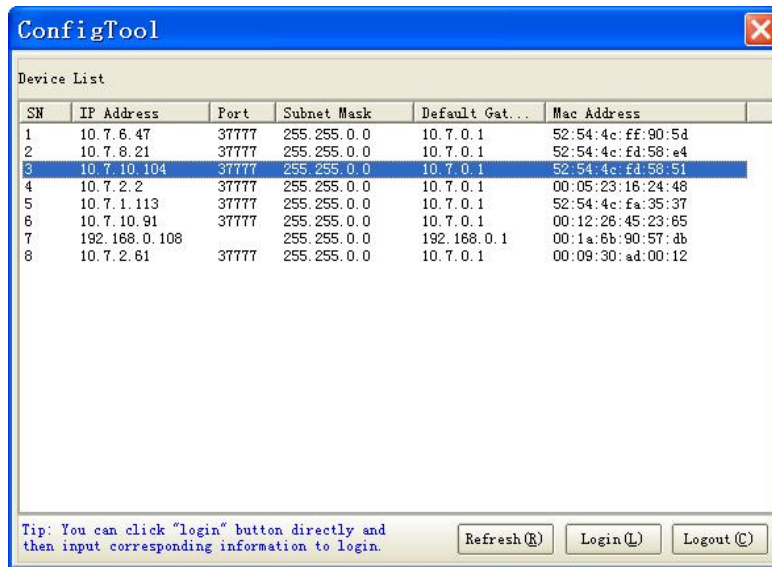 ConfigTool
Device List
SN IP Address Port Subnet Mask Default Gat... Mac Address
1 10.7.6.47 37777 255.255.0.0 10.7.0.1 52:54:4c:ff:90:5d
2 10.7.8.21 37777 255.255.0.0 10.7.0.1 52:54:4c:fd:58:e4
3 10.7.10.104 37777 255.255.0.0 10.7.0.1 52:54:4c:fd:58:51
4 10.7.2.2 37777 255.255.0.0 10.7.0.1 00:05:23:16:24:48
5 10.7.1.113 37777 255.255.0.0 10.7.0.1 52:54:4c:fa:35:37
6 10.7.10.91 37777 255.255.0.0 10.7.0.1 00:12:26:45:23:65
7 192.168.0.108 255.255.0.0 192.168.0.1 00:1a:6b:90:57:db
8 10.7.2.61 37777 255.255.0.0 10.7.0.1 00:09:30:ad:00:12
Tip: You can click "login" button directly and
then input corresponding information to login.
Refresh(R) Login(L) Logout(C)